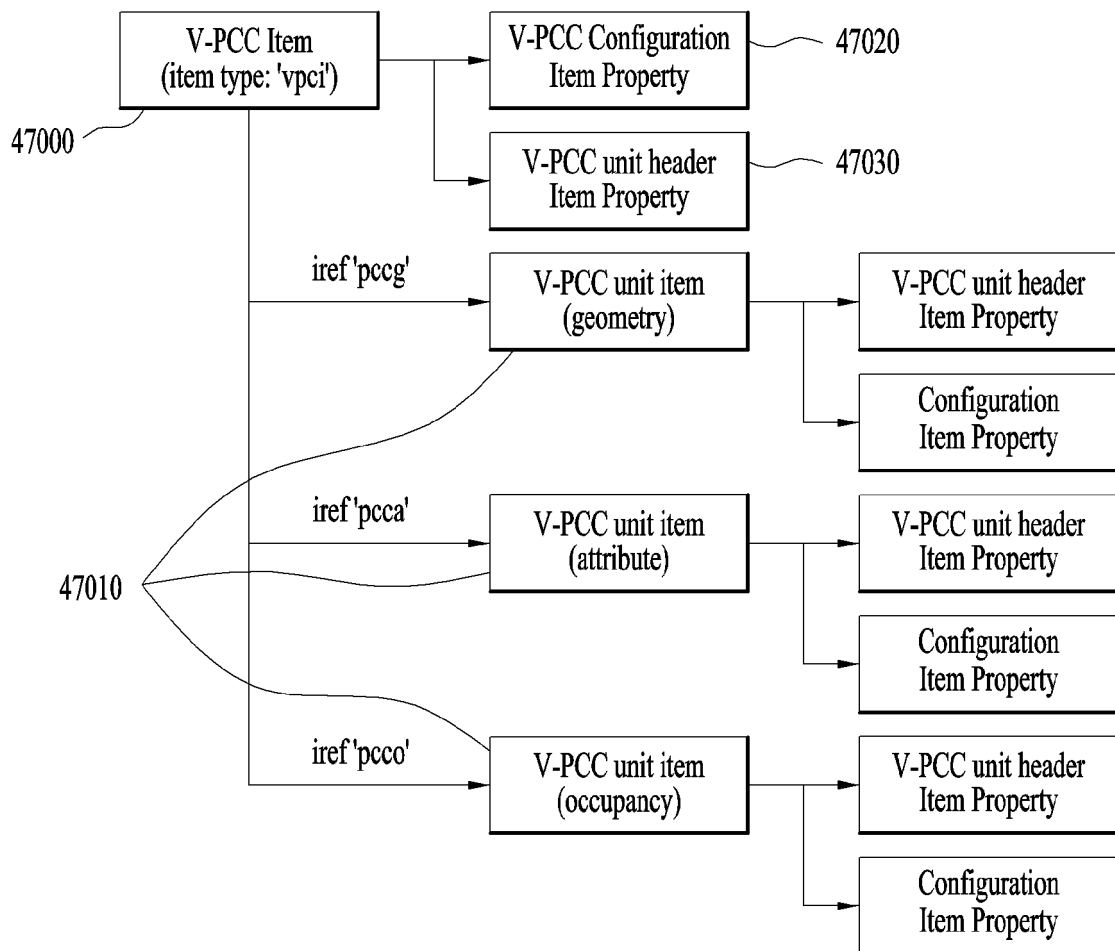 V-PCC Item
(item type: 'vpci')
47000
V-PCC Configuration
Item Property
47020
V-PCC unit header
Item Property
47030
iref 'pccg'
V-PCC unit item
(geometry)
V-PCC unit header
Item Property
Configuration
Item Property
iref 'pcca'
V-PCC unit item
(attribute)
V-PCC unit header
Item Property
Configuration
Item Property
47010
iref 'pcco'
V-PCC unit item
(occupancy)
V-PCC unit header
Item Property
Configuration
Item Property